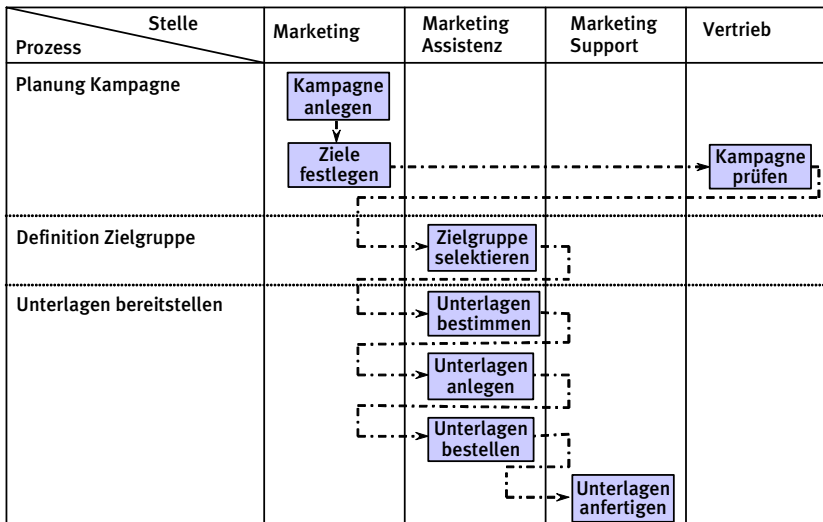 Stelle
Prozess
Marketing
Marketing
Assistenz
Marketing
Support
Vertrieb
Planung Kampagne
Kampagne
anlegen
Ziele
festlegen
Kampagne
prüfen
Definition Zielgruppe
Zielgruppe
selektieren
Unterlagen bereitstellen
Unterlagen
bestimmen
Unterlagen
anlegen
Unterlagen
bestellen
Unterlagen
anfertigen